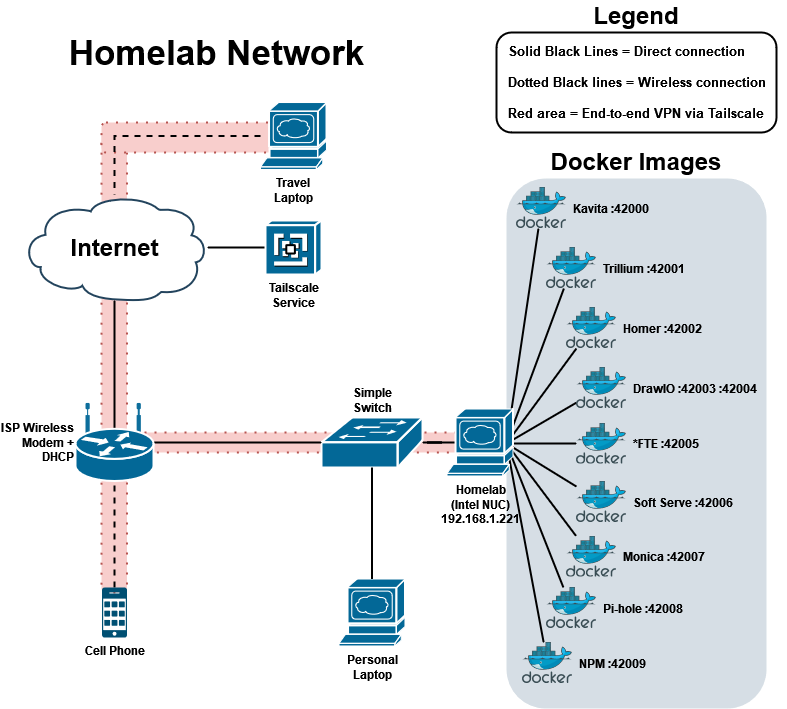 Homelab Network
Legend
Solid Black Lines = Direct connection
Dotted Black lines = Wireless connection
Red area = End-to-end VPN via Tailscale
Docker Images
Travel
Laptop
Internet
Tailscale
Service
ISP Wireless
Modem +
DHCP
Simple
Switch
Homelab
(Intel NUC)
192.168.1.221
Cell Phone
Personal
Laptop
docker
Kavita :42000
docker
Trillium :42001
docker
Homer :42002
docker
DrawIO :42003 :42004
docker
*FTE :42005
docker
Soft Serve :42006
docker
Monica :42007
docker
Pi-hole :42008
docker
NPM :42009